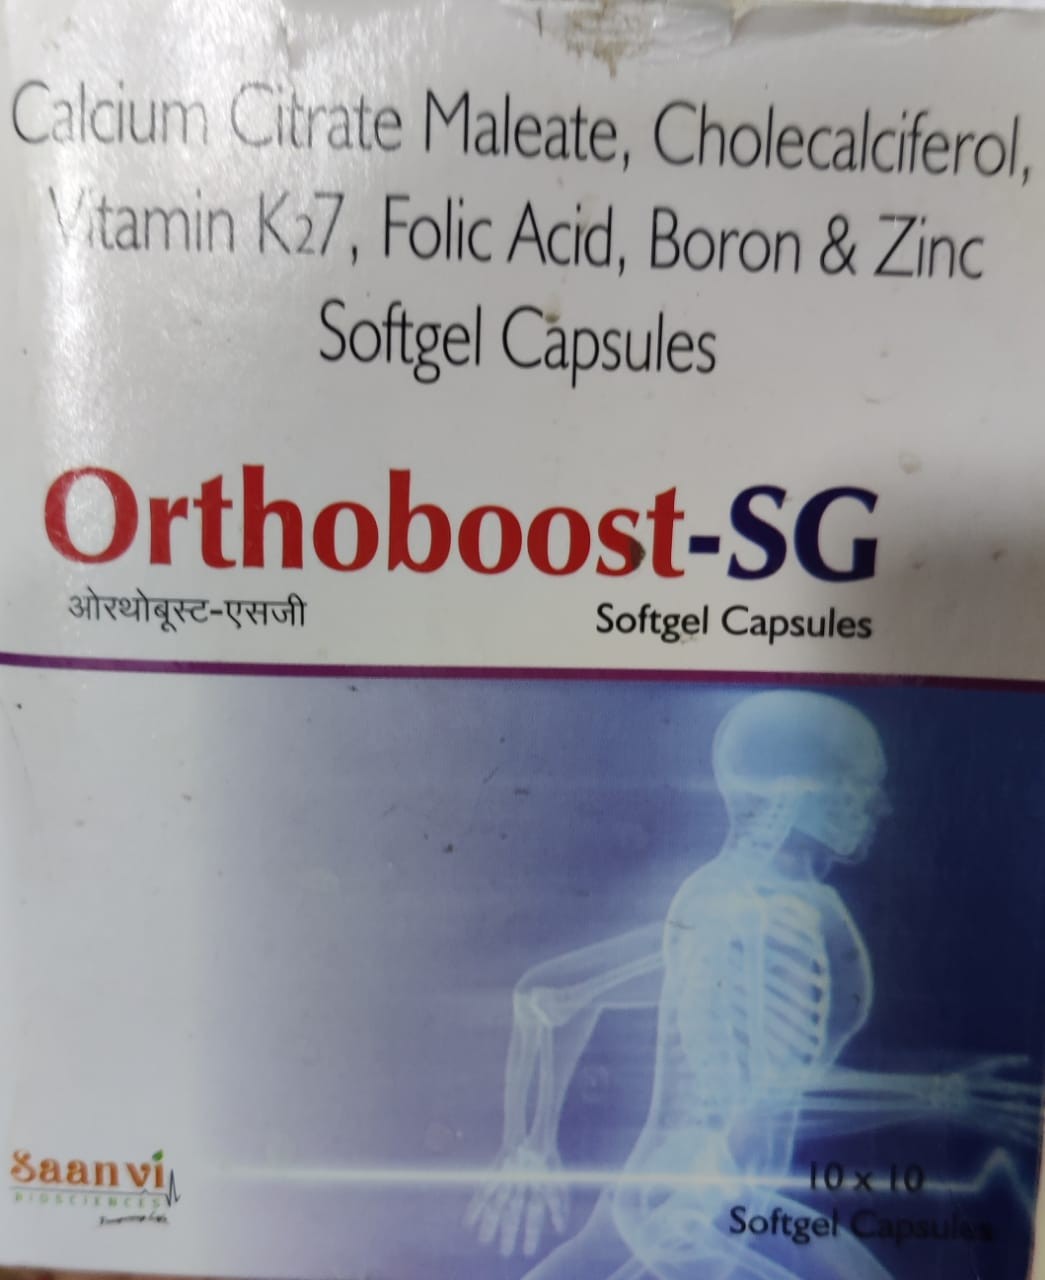 Calcium Citrate Maleate, Cholecalciferol,
Vitamin K27, Folic Acid, Boron & Zinc
Softgel Capsules
Orthoboost-SG
ओरथोबूस्ट-एसजी
Softgel Capsules
Saanvi
BIOSCIENCES
10 x 10
Softgel Capsules